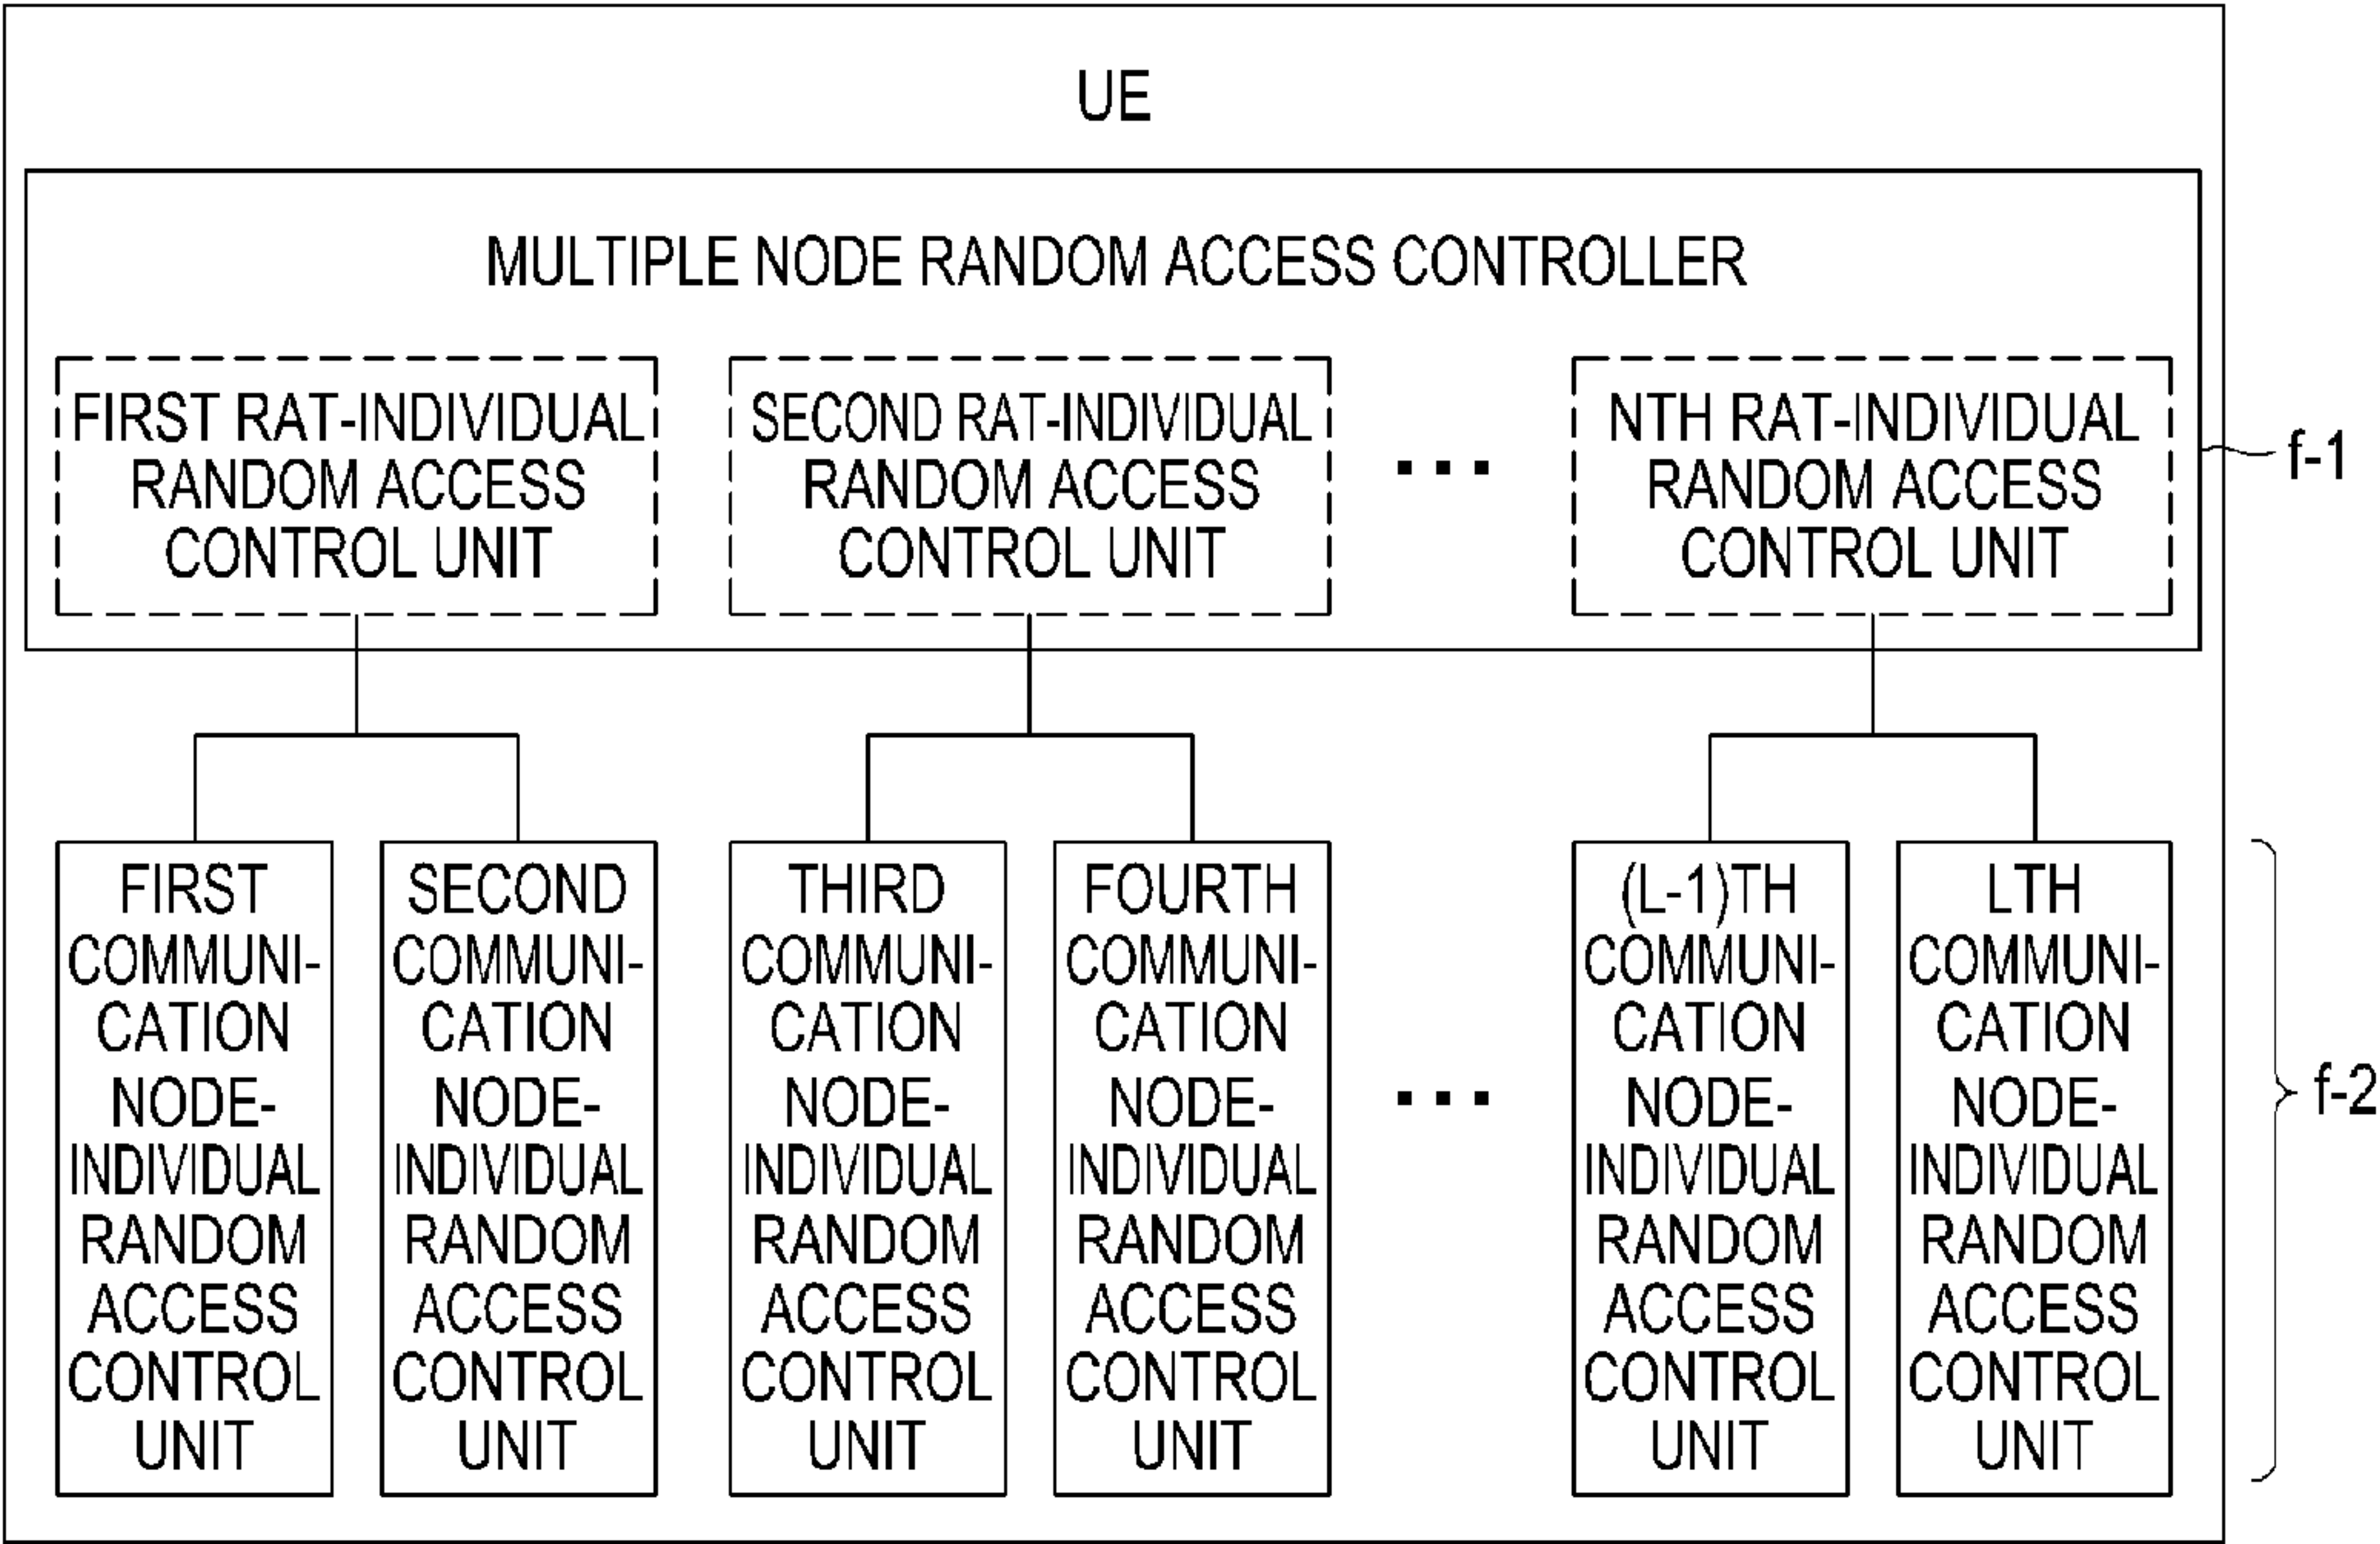 UE
MULTIPLE NODE RANDOM ACCESS CONTROLLER
FIRST RAT-INDIVIDUAL
RANDOM ACCESS
CONTROL UNIT
SECOND RAT-INDIVIDUAL
RANDOM ACCESS
CONTROL UNIT
...
NTH RAT-INDIVIDUAL
RANDOM ACCESS
CONTROL UNIT
f-1
FIRST
COMMUNI-
CATION
NODE-
INDIVIDUAL
RANDOM
ACCESS
CONTROL
UNIT
SECOND
COMMUNI-
CATION
NODE-
INDIVIDUAL
RANDOM
ACCESS
CONTROL
UNIT
THIRD
COMMUNI-
CATION
NODE-
INDIVIDUAL
RANDOM
ACCESS
CONTROL
UNIT
FOURTH
COMMUNI-
CATION
NODE-
INDIVIDUAL
RANDOM
ACCESS
CONTROL
UNIT
...
(L-1)TH
COMMUNI-
CATION
NODE-
INDIVIDUAL
RANDOM
ACCESS
CONTROL
UNIT
LTH
COMMUNI-
CATION
NODE-
INDIVIDUAL
RANDOM
ACCESS
CONTROL
UNIT
f-2